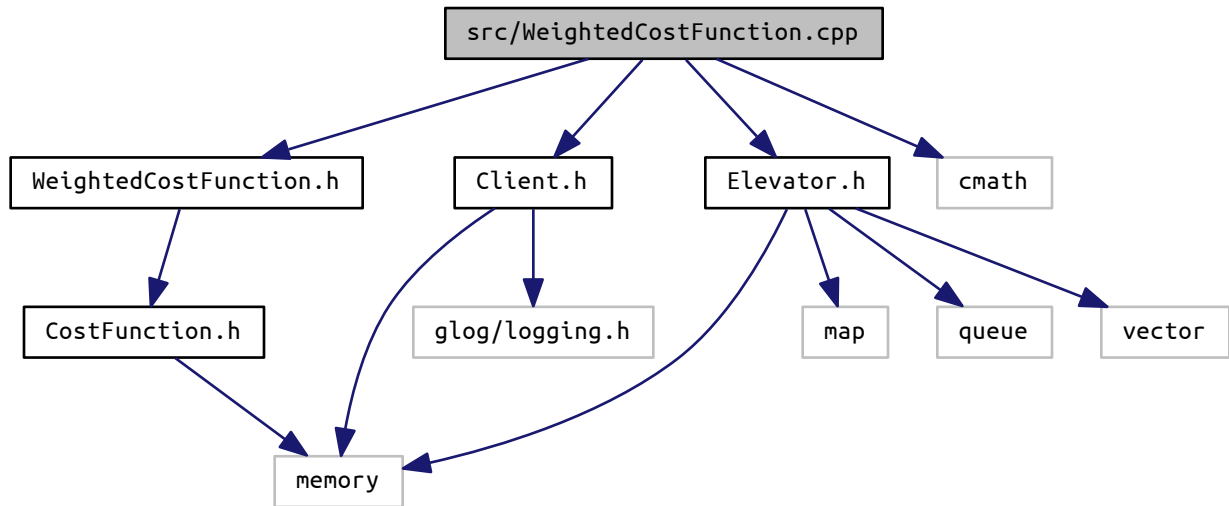 src/WeightedCostFunction.cpp
WeightedCostFunction.h
Client.h
Elevator.h
cmath
CostFunction.h
glog/logging.h
map
queue
vector
memory